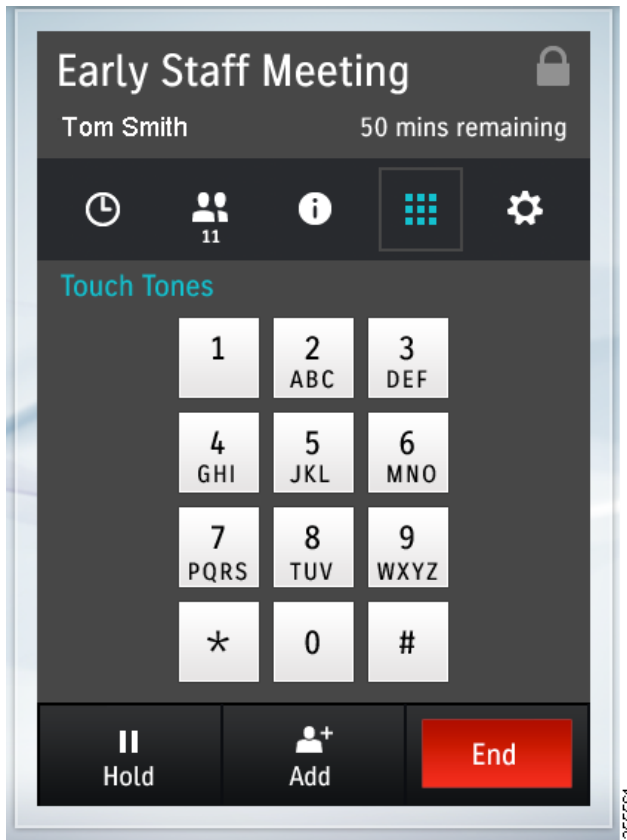 Early Staff Meeting
Tom Smith 50 mins remaining
11
Touch Tones
1 2 3
ABC DEF
4 5 6
GHI JKL MNO
7 8 9
PQRS TUV WXYZ
* 0 #
Hold Add End